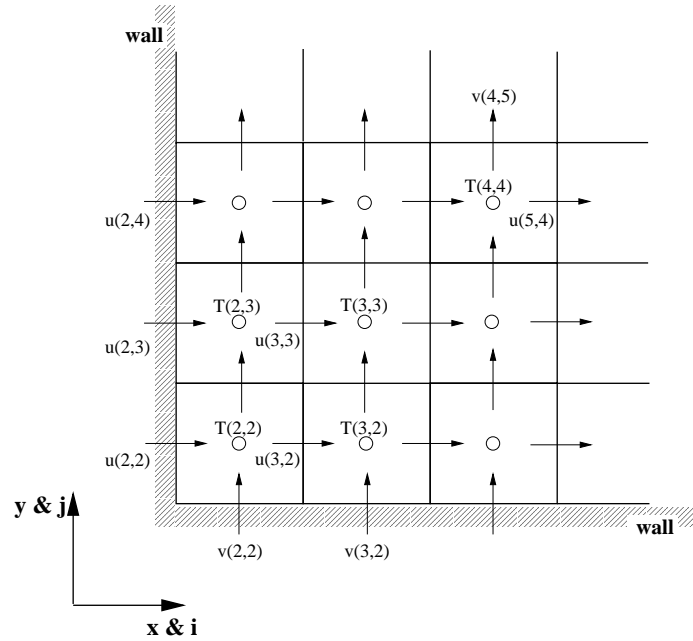 wall
v(4,5)
T(4,4)
u(2,4)
u(5,4)
T(2,3)
T(3,3)
u(2,3)
u(3,3)
T(2,2)
T(3,2)
u(2,2)
u(3,2)
y & j
wall
v(2,2)
v(3,2)
x & i